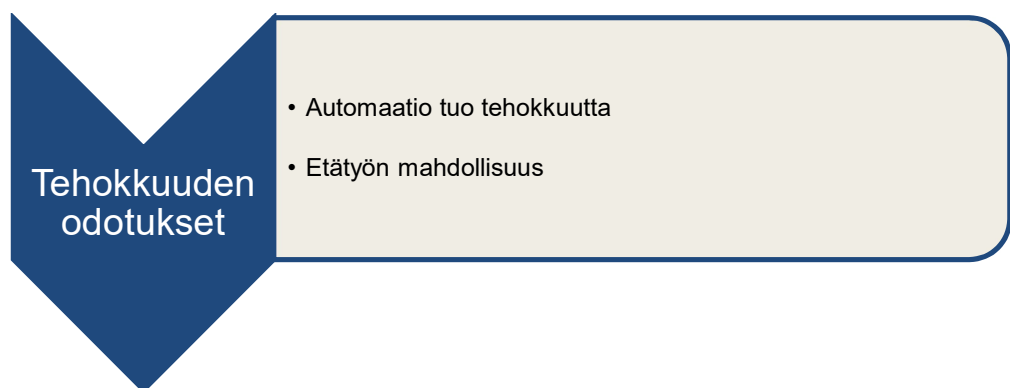 Tehokkuuden
odotukset
• Automaatio tuo tehokkuutta
• Etätyön mahdollisuus